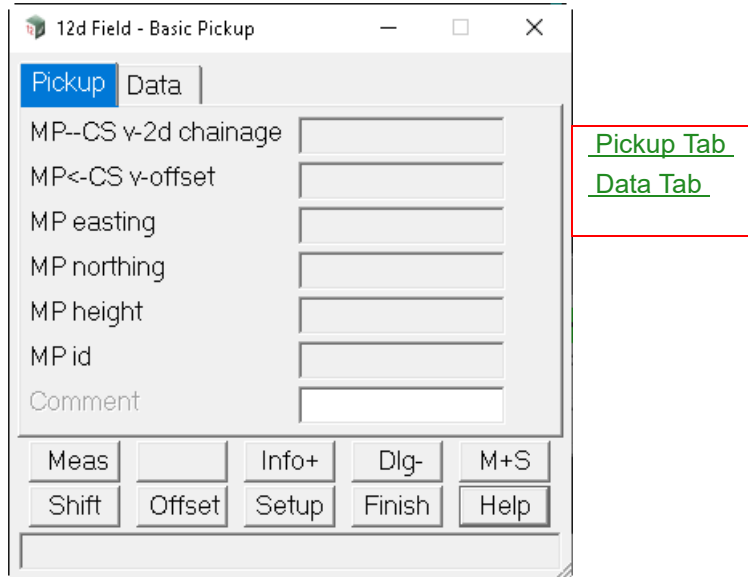 12d Field - Basic Pickup
Pickup Data
MP--CS v-2d chainage
MP<-CS v-offset
MP easting
MP northing
MP height
MP id
Comment
Meas Info+ Dlg- M+S
Shift Offset Setup Finish Help
Pickup Tab
Data Tab